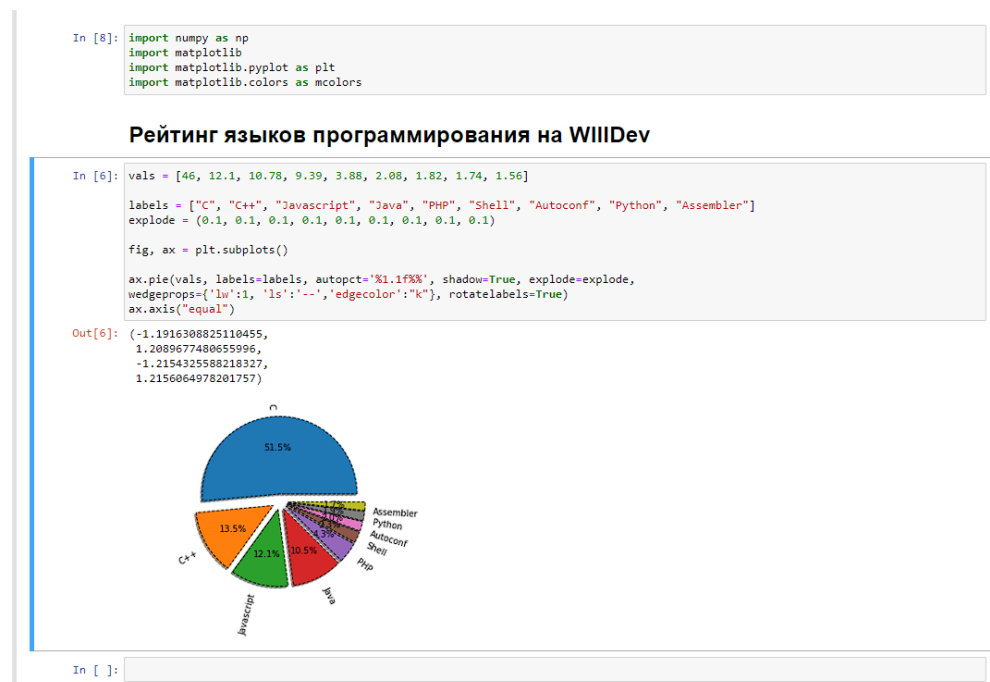 In [8]: import numpy as np
import matplotlib
import matplotlib.pyplot as plt
import matplotlib.colors as mcolors
Рейтинг языков программирования на WIllDev
In [6]: vals = [46, 12.1, 10.78, 9.39, 3.88, 2.08, 1.82, 1.74, 1.56]
labels = ["C", "C++", "Javascript", "Java", "PHP", "Shell", "Autoconf", "Python", "Assembler"]
explode = (0.1, 0.1, 0.1, 0.1, 0.1, 0.1, 0.1, 0.1, 0.1)
fig, ax = plt.subplots()
ax.pie(vals, labels=labels, autopct='%1.1f%%', shadow=True, explode=explode,
wedgeprops={'lw':1, 'ls':'--','edgecolor':"k"}, rotatelabels=True)
ax.axis("equal")
Out[6]: (-1.1916308825110455,
1.2089677480655996,
-1.2154325588218327,
1.2156064978201757)
C
51.5%
Assembler
Python
Autoconf
Shell
PHP
4.3%
13.5%
12.1%
10.5%
C++
Java
Javascript
In [ ]: